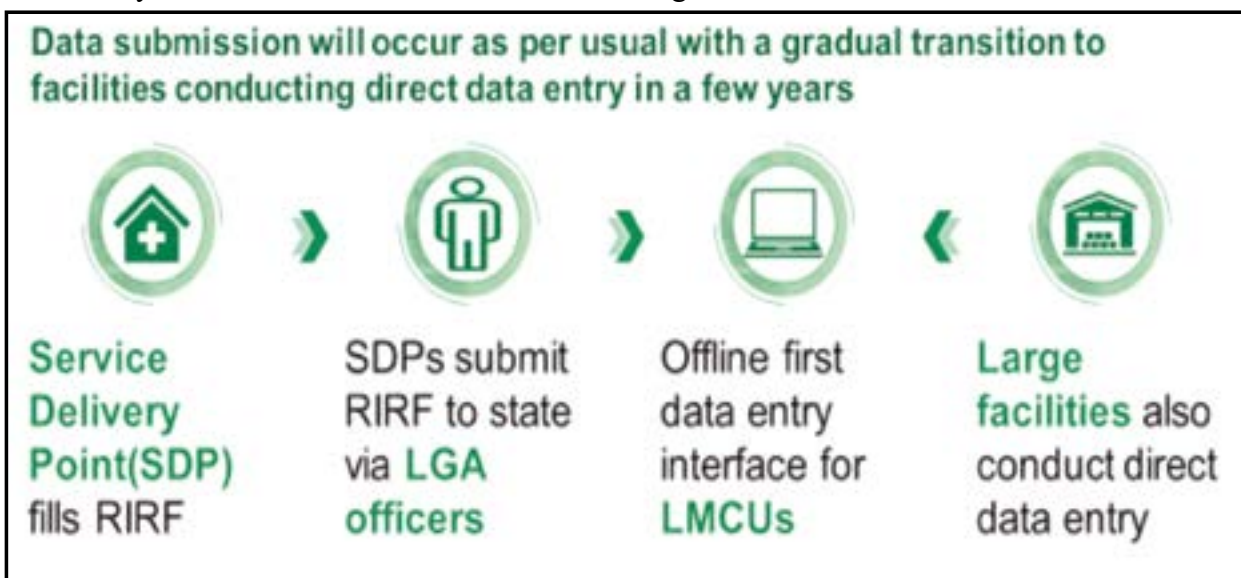 Data submission will occur as per usual with a gradual transition to
facilities conducting direct data entry in a few years
Service
Delivery
Point(SDP)
fills RIRF
SDPs submit
RIRF to state
via LGA
officers
Offline first
data entry
interface for
LMCUs
Large
facilities also
conduct direct
data entry